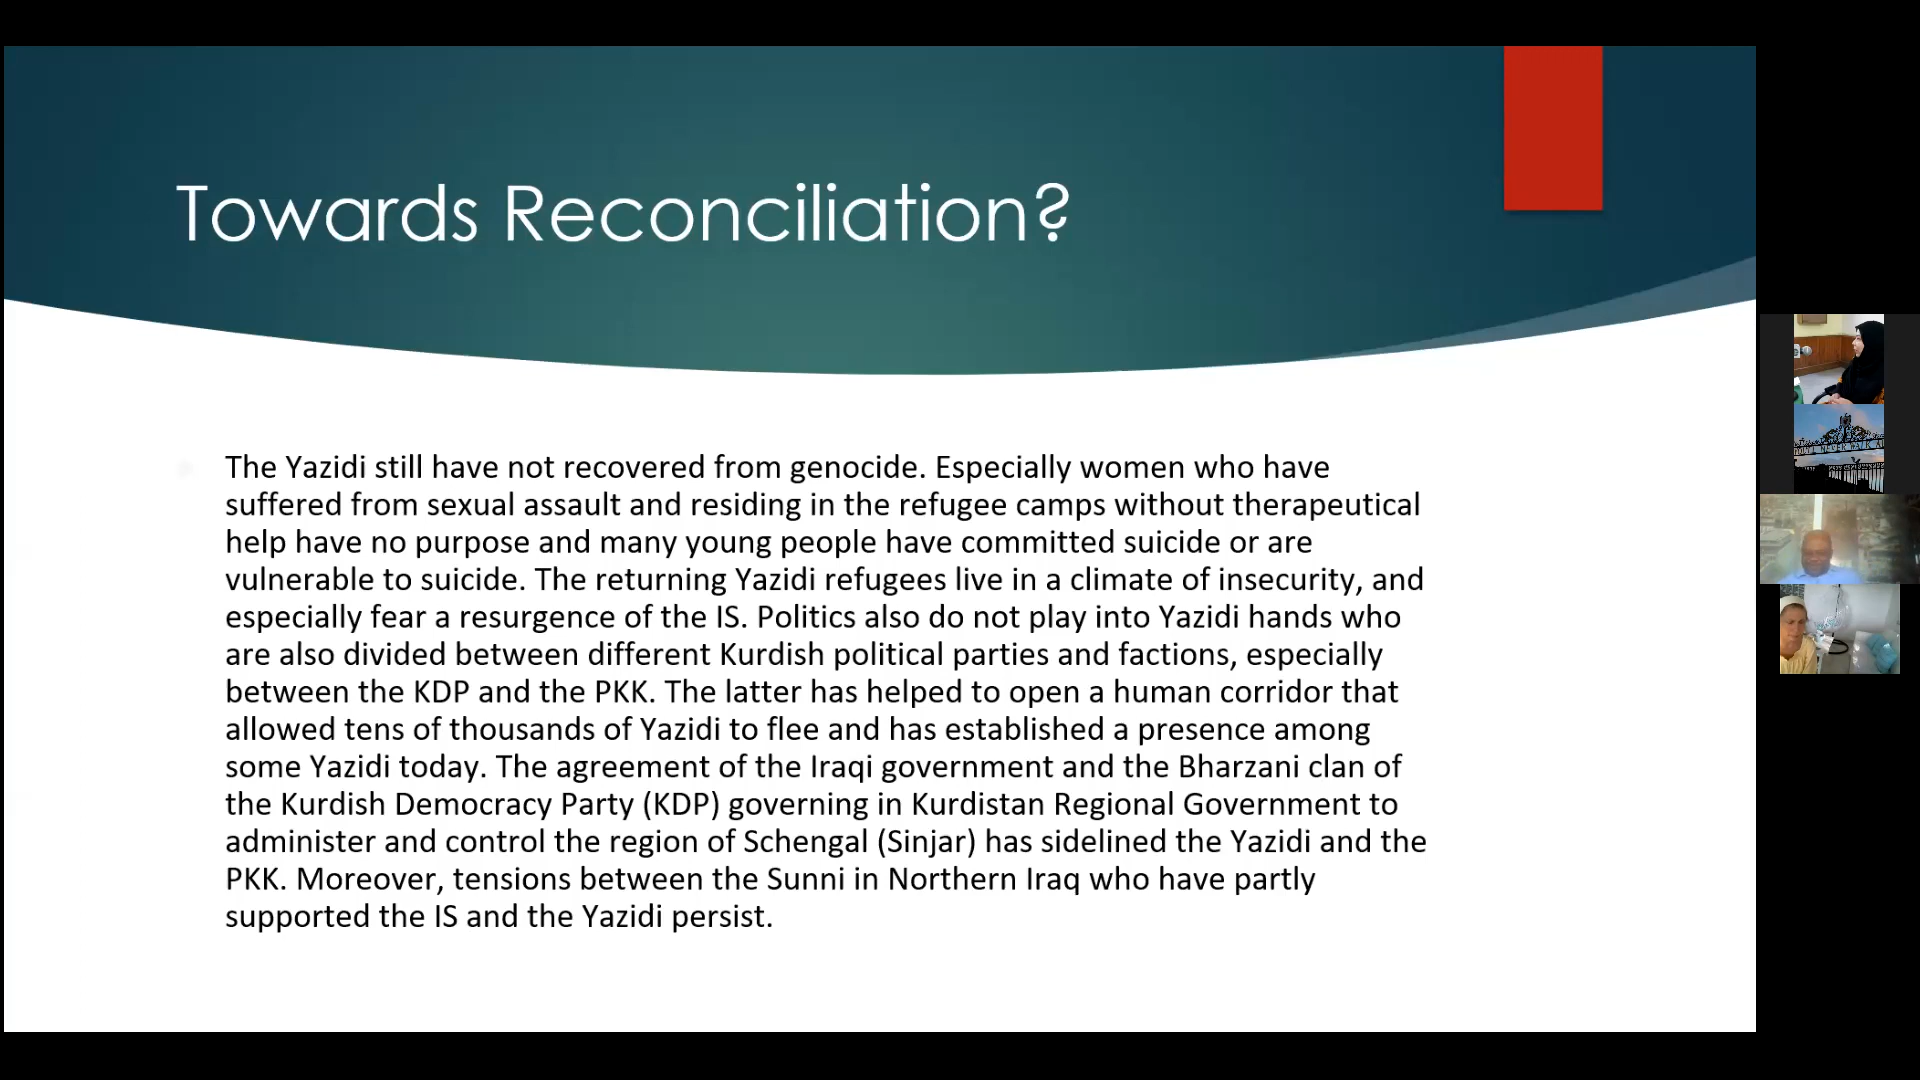 Towards Reconciliation?
The Yazidi still have not recovered from genocide. Especially women who have
suffered from sexual assault and residing in the refugee camps without therapeutical
help have no purpose and many young people have committed suicide or are
vulnerable to suicide. The returning Yazidi refugees live in a climate of insecurity, and
especially fear a resurgence of the IS. Politics also do not play into Yazidi hands who
are also divided between different Kurdish political parties and factions, especially
between the KDP and the PKK. The latter has helped to open a human corridor that
allowed tens of thousands of Yazidi to flee and has established a presence among
some Yazidi today. The agreement of the Iraqi government and the Bharzani clan of
the Kurdish Democracy Party (KDP) governing in Kurdistan Regional Government to
administer and control the region of Schengal (Sinjar) has sidelined the Yazidi and the
PKK. Moreover, tensions between the Sunni in Northern Iraq who have partly
supported the IS and the Yazidi persist.